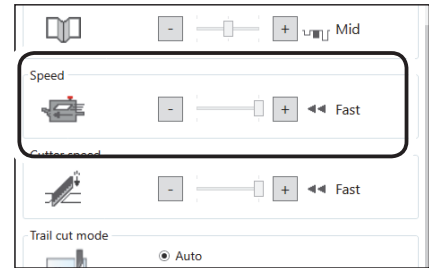 - + Mid
Speed
- + Fast
Cutter speed
- + Fast
Trail cut mode
Auto